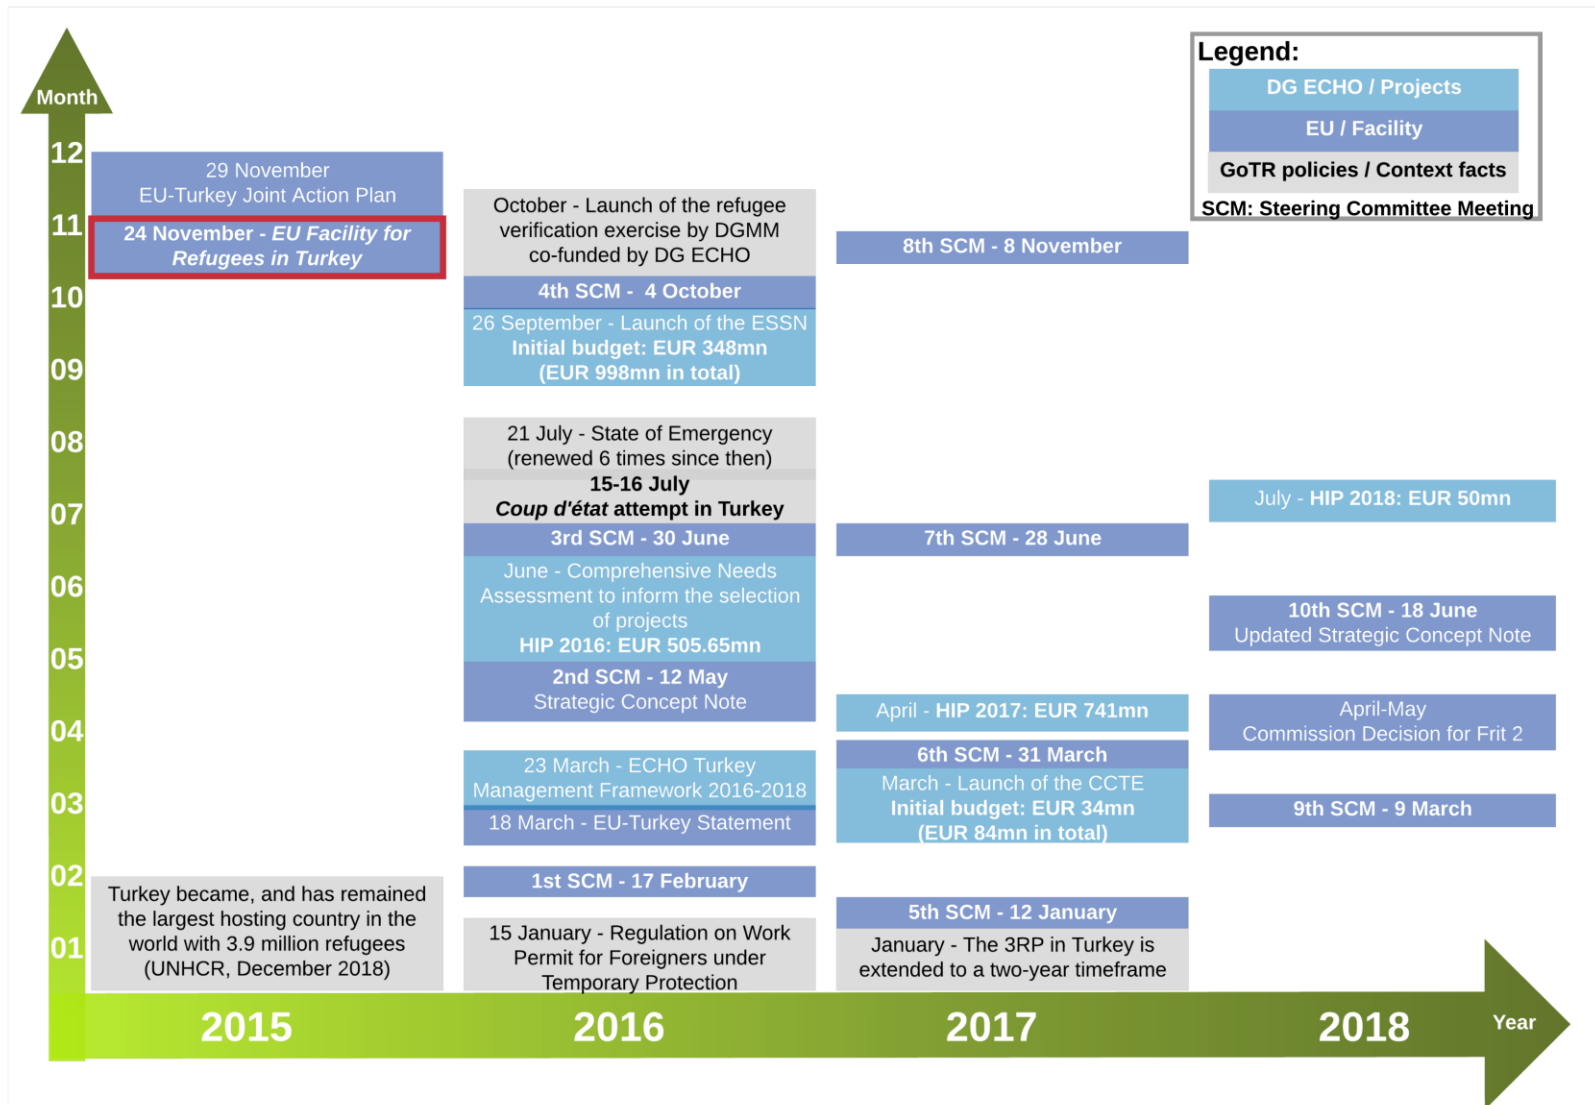 Legend:
DG ECHO / Projects
EU / Facility
GoTR policies / Context facts
SCM: Steering Committee Meeting
Month
12
11
10
09
08
07
06
05
04
03
02
01
29 November
EU-Turkey Joint Action Plan
24 November - EU Facility for
Refugees in Turkey
Turkey became, and has remained
the largest hosting country in the
world with 3.9 million refugees
(UNHCR, December 2018)
October - Launch of the refugee
verification exercise by DGMM
co-funded by DG ECHO
4th SCM - 4 October
26 September - Launch of the ESSN
Initial budget: EUR 348mn
(EUR 998mn in total)
21 July - State of Emergency
(renewed 6 times since then)
15-16 July
Coup d'état attempt in Turkey
3rd SCM - 30 June
June - Comprehensive Needs
Assessment to inform the selection
of projects
HIP 2016: EUR 505.65mn
2nd SCM - 12 May
Strategic Concept Note
23 March - ECHO Turkey
Management Framework 2016-2018
18 March - EU-Turkey Statement
1st SCM - 17 February
15 January - Regulation on Work
Permit for Foreigners under
Temporary Protection
8th SCM - 8 November
7th SCM - 28 June
April - HIP 2017: EUR 741mn
6th SCM - 31 March
March - Launch of the CCTE
Initial budget: EUR 34mn
(EUR 84mn in total)
5th SCM - 12 January
January - The 3RP in Turkey is
extended to a two-year timeframe
July - HIP 2018: EUR 50mn
10th SCM - 18 June
Updated Strategic Concept Note
April-May
Commission Decision for Frit 2
9th SCM - 9 March
2015
2016
2017
2018
Year